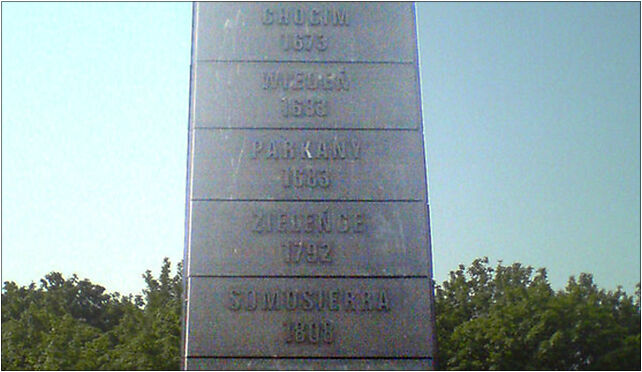 CHOCIM
1673
WIEDEŃ
1683
PARKANY
1683
ZIELEŃCE
1792
SOMOSIERRA
1808